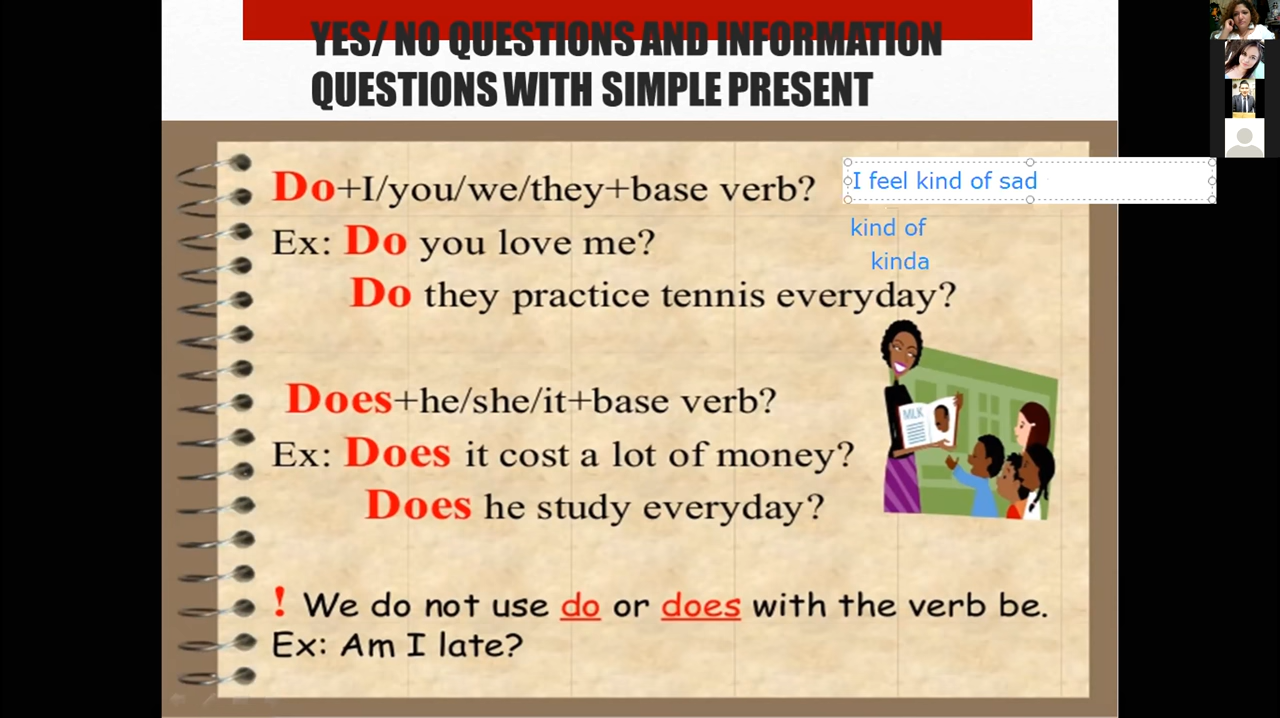 YES/ NO QUESTIONS AND INFORMATION
QUESTIONS WITH SIMPLE PRESENT
Do+I/you/we/they+base verb?
I feel kind of sad
Ex: Do you love me?
kind of
kinda
Do they practice tennis everyday?
Does+he/she/it+base verb?
MLK
Ex: Does it cost a lot of money?
Does he study everyday?
! We do not use do or does with the verb be.
Ex: Am I late?